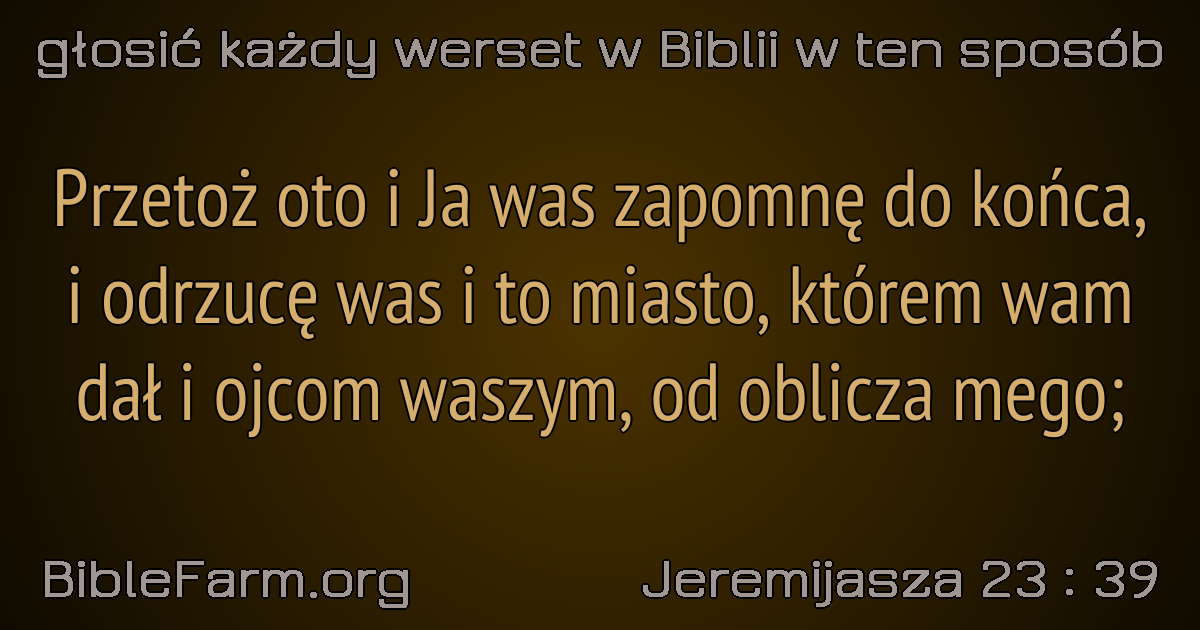 głosić każdy werset w Biblii w ten sposób
Przetoż oto i Ja was zapomnę do końca,
i odrzucę was i to miasto, którem wam
dał i ojcom waszym, od oblicza mego;
BibleFarm.org
Jeremijasza 23 : 39